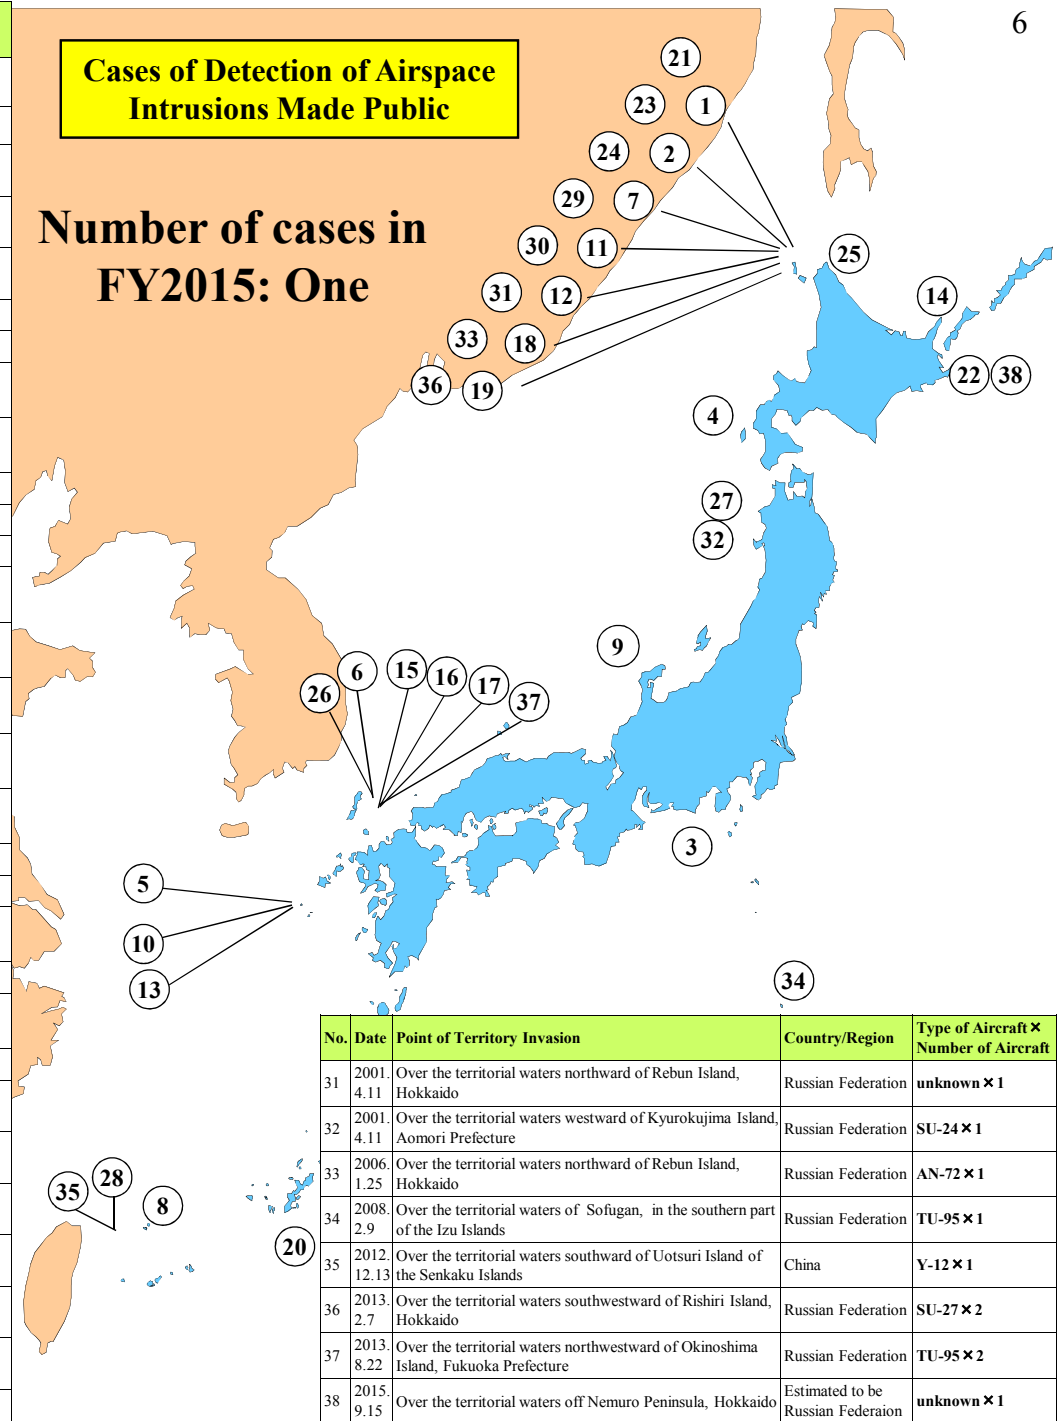 6
Cases of Detection of Airspace
Intrusions Made Public
Number of cases in
FY2015: One
21
23
1
24
2
29
7
30
11
25
31
12
14
33
18
36
19
22
38
4
27
32
9
26
6
15
16
17
37
3
5
10
13
34
35
28
8
20
No. Date Point of Territory Invasion Country/Region Type of Aircraft ×
Number of Aircraft
31 2001. Over the territorial waters northward of Rebun Island, Russian Federation unknown × 1
4.11 Hokkaido
32 2001. Over the territorial waters westward of Kyurokujima Island, Russian Federation SU-24 × 1
4.11 Aomori Prefecture
33 2006. Over the territorial waters northward of Rebun Island, Russian Federation AN-72 × 1
1.25 Hokkaido
34 2008. Over the territorial waters of Sofugan, in the southern part Russian Federation TU-95 × 1
2.9 of the Izu Islands
35 2012. Over the territorial waters southward of Uotsuri Island of China Y-12 × 1
12.13 the Senkaku Islands
36 2013. Over the territorial waters southwestward of Rishiri Island, Russian Federation SU-27 × 2
2.7 Hokkaido
37 2013. Over the territorial waters northwestward of Okinoshima Russian Federation TU-95 × 2
8.22 Island, Fukuoka Prefecture
38 2015. Over the territorial waters off Nemuro Peninsula, Hokkaido Estimated to be unknown × 1
9.15 Russian Federaion